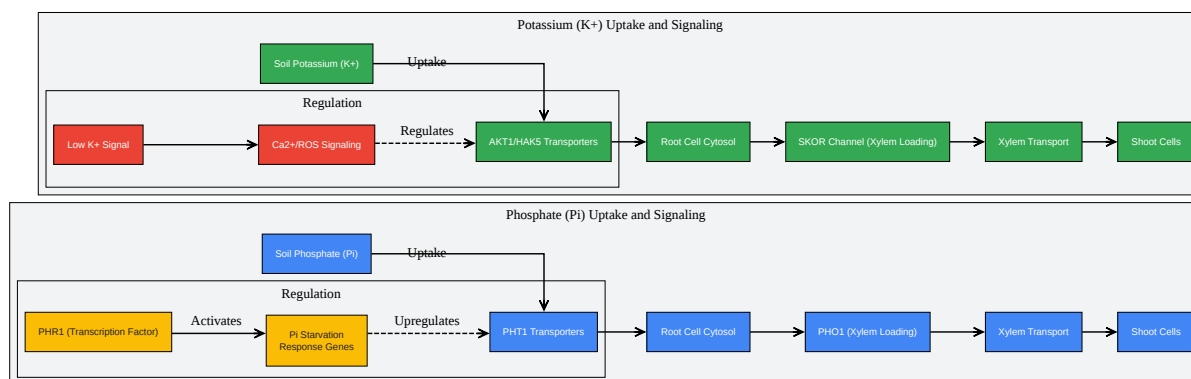 Potassium (K+) Uptake and Signaling
Soil Potassium (K+)
Uptake
Regulation
Low K+ Signal
Ca2+/ROS Signaling
Regulates
AKT1/HAK5 Transporters
Root Cell Cytosol
SKOR Channel (Xylem Loading)
Xylem Transport
Shoot Cells
Phosphate (Pi) Uptake and Signaling
Soil Phosphate (Pi)
Uptake
Regulation
PHR1 (Transcription Factor)
Activates
Pi Starvation
Response Genes
Upregulates
PHT1 Transporters
Root Cell Cytosol
PHO1 (Xylem Loading)
Xylem Transport
Shoot Cells